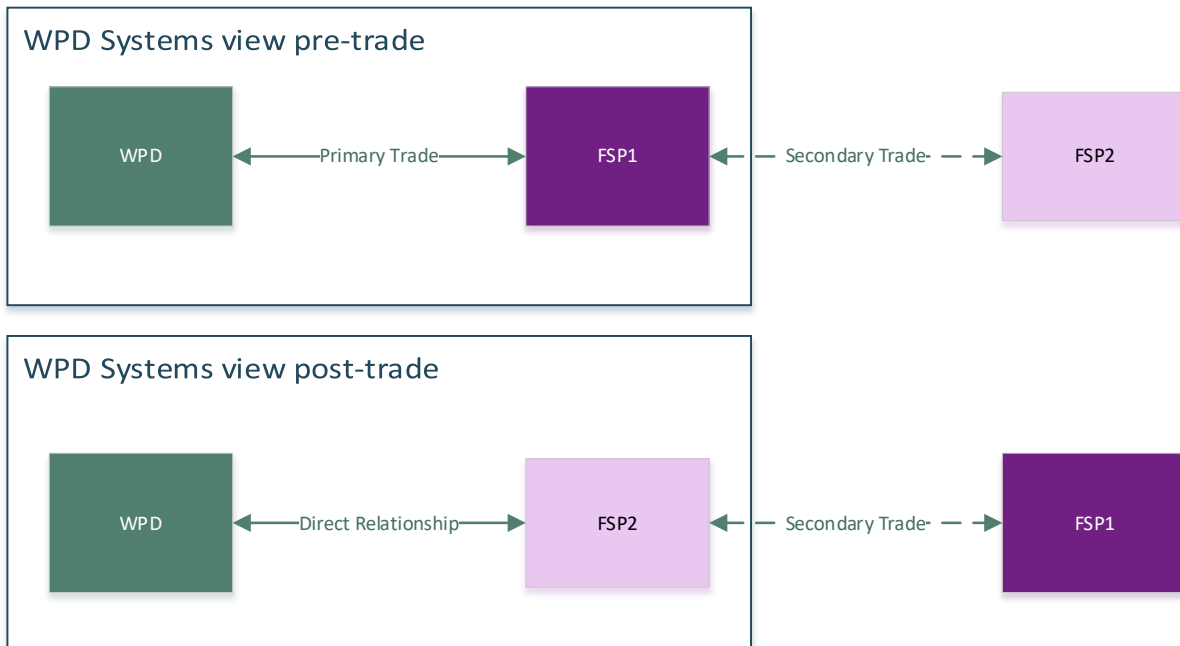 WPD Systems view pre-trade
WPD
Primary Trade
FSP1
Secondary Trade
FSP2
WPD Systems view post-trade
WPD
Direct Relationship
FSP2
Secondary Trade
FSP1